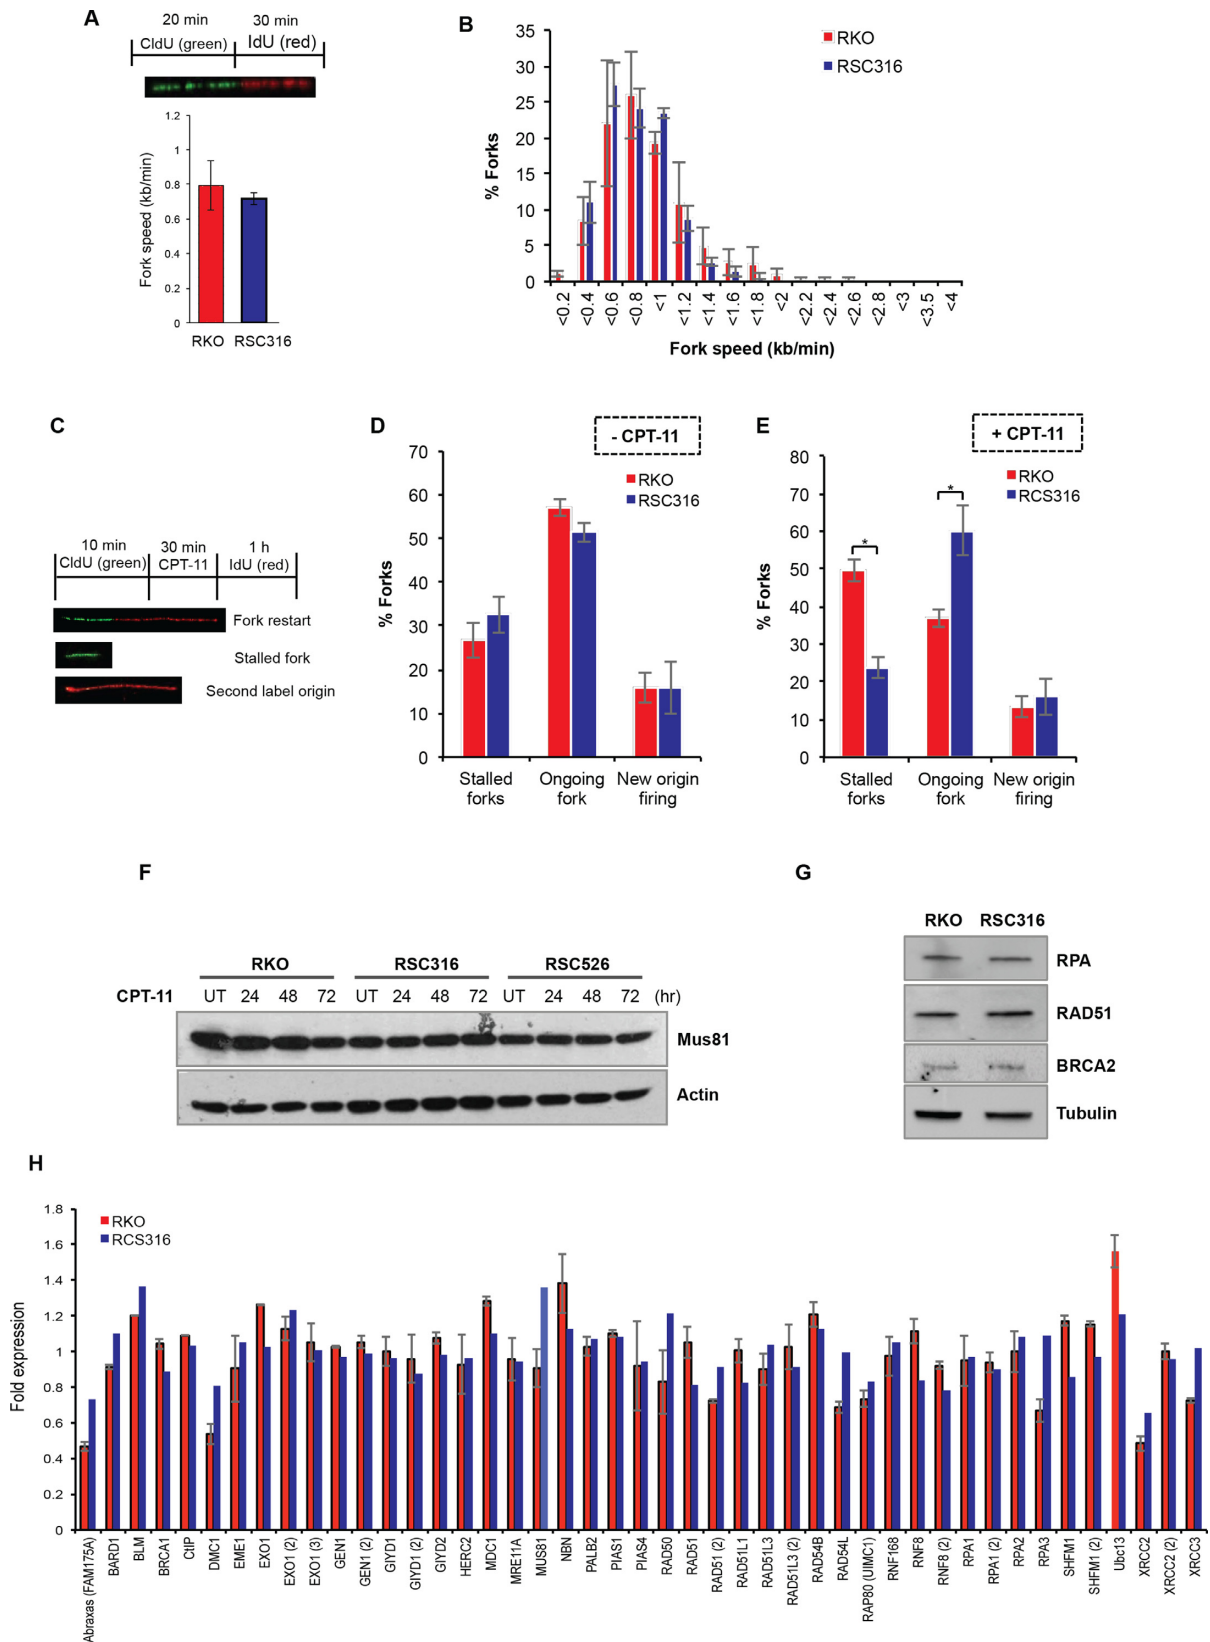 A
20 min
30 min
CldU (green)
IdU (red)
1.2
1
0.8
0.6
0.4
0.2
0
Fork speed (kb/min)
RKO
RSC316
B
35
30
25
20
15
10
5
0
% Forks
RKO
RSC316
<0.2
<0.4
<0.6
<0.8
<1
<1.2
<1.4
<1.6
<1.8
<2
<2.2
<2.4
<2.6
<2.8
<3
<3.5
<4
Fork speed (kb/min)
C
10 min
30 min
1 h
CldU (green)
CPT-11
IdU (red)
Fork restart
Stalled fork
Second label origin
D
- CPT-11
70
60
50
40
30
20
10
0
% Forks
RKO
RSC316
Stalled forks
Ongoing fork
New origin firing
E
+ CPT-11
80
70
60
50
40
30
20
10
0
% Forks
RKO
RCS316
*
*
Stalled forks
Ongoing fork
New origin firing
F
RKO
RSC316
RSC526
CPT-11 UT 24 48 72 UT 24 48 72 UT 24 48 72 (hr)
Mus81
Actin
G
RKO
RSC316
RPA
RAD51
BRCA2
Tubulin
H
1.8
1.6
1.4
1.2
1
0.8
0.6
0.4
0.2
0
Fold expression
RKO
RCS316
Abraxas (FAM175A)
BARD1
BLM
BRCA1
CtIP
DMC1
EME1
EXO1
EXO1 (2)
EXO1 (3)
GEN1
GEN1 (2)
GIYD1
GIYD1 (2)
GIYD2
HERC2
MDC1
MRE11A
MUS81
NBN
PALB2
PIAS1
PIAS4
RAD50
RAD51
RAD51 (2)
RAD51L1
RAD51L3
RAD51L3 (2)
RAD54B
RAD54L
RAP80 (UIMC1)
RNF168
RNF8
RNF8 (2)
RPA1
RPA1 (2)
RPA2
RPA3
SHFM1
SHFM1 (2)
Ubc13
XRCC2
XRCC2 (2)
XRCC3